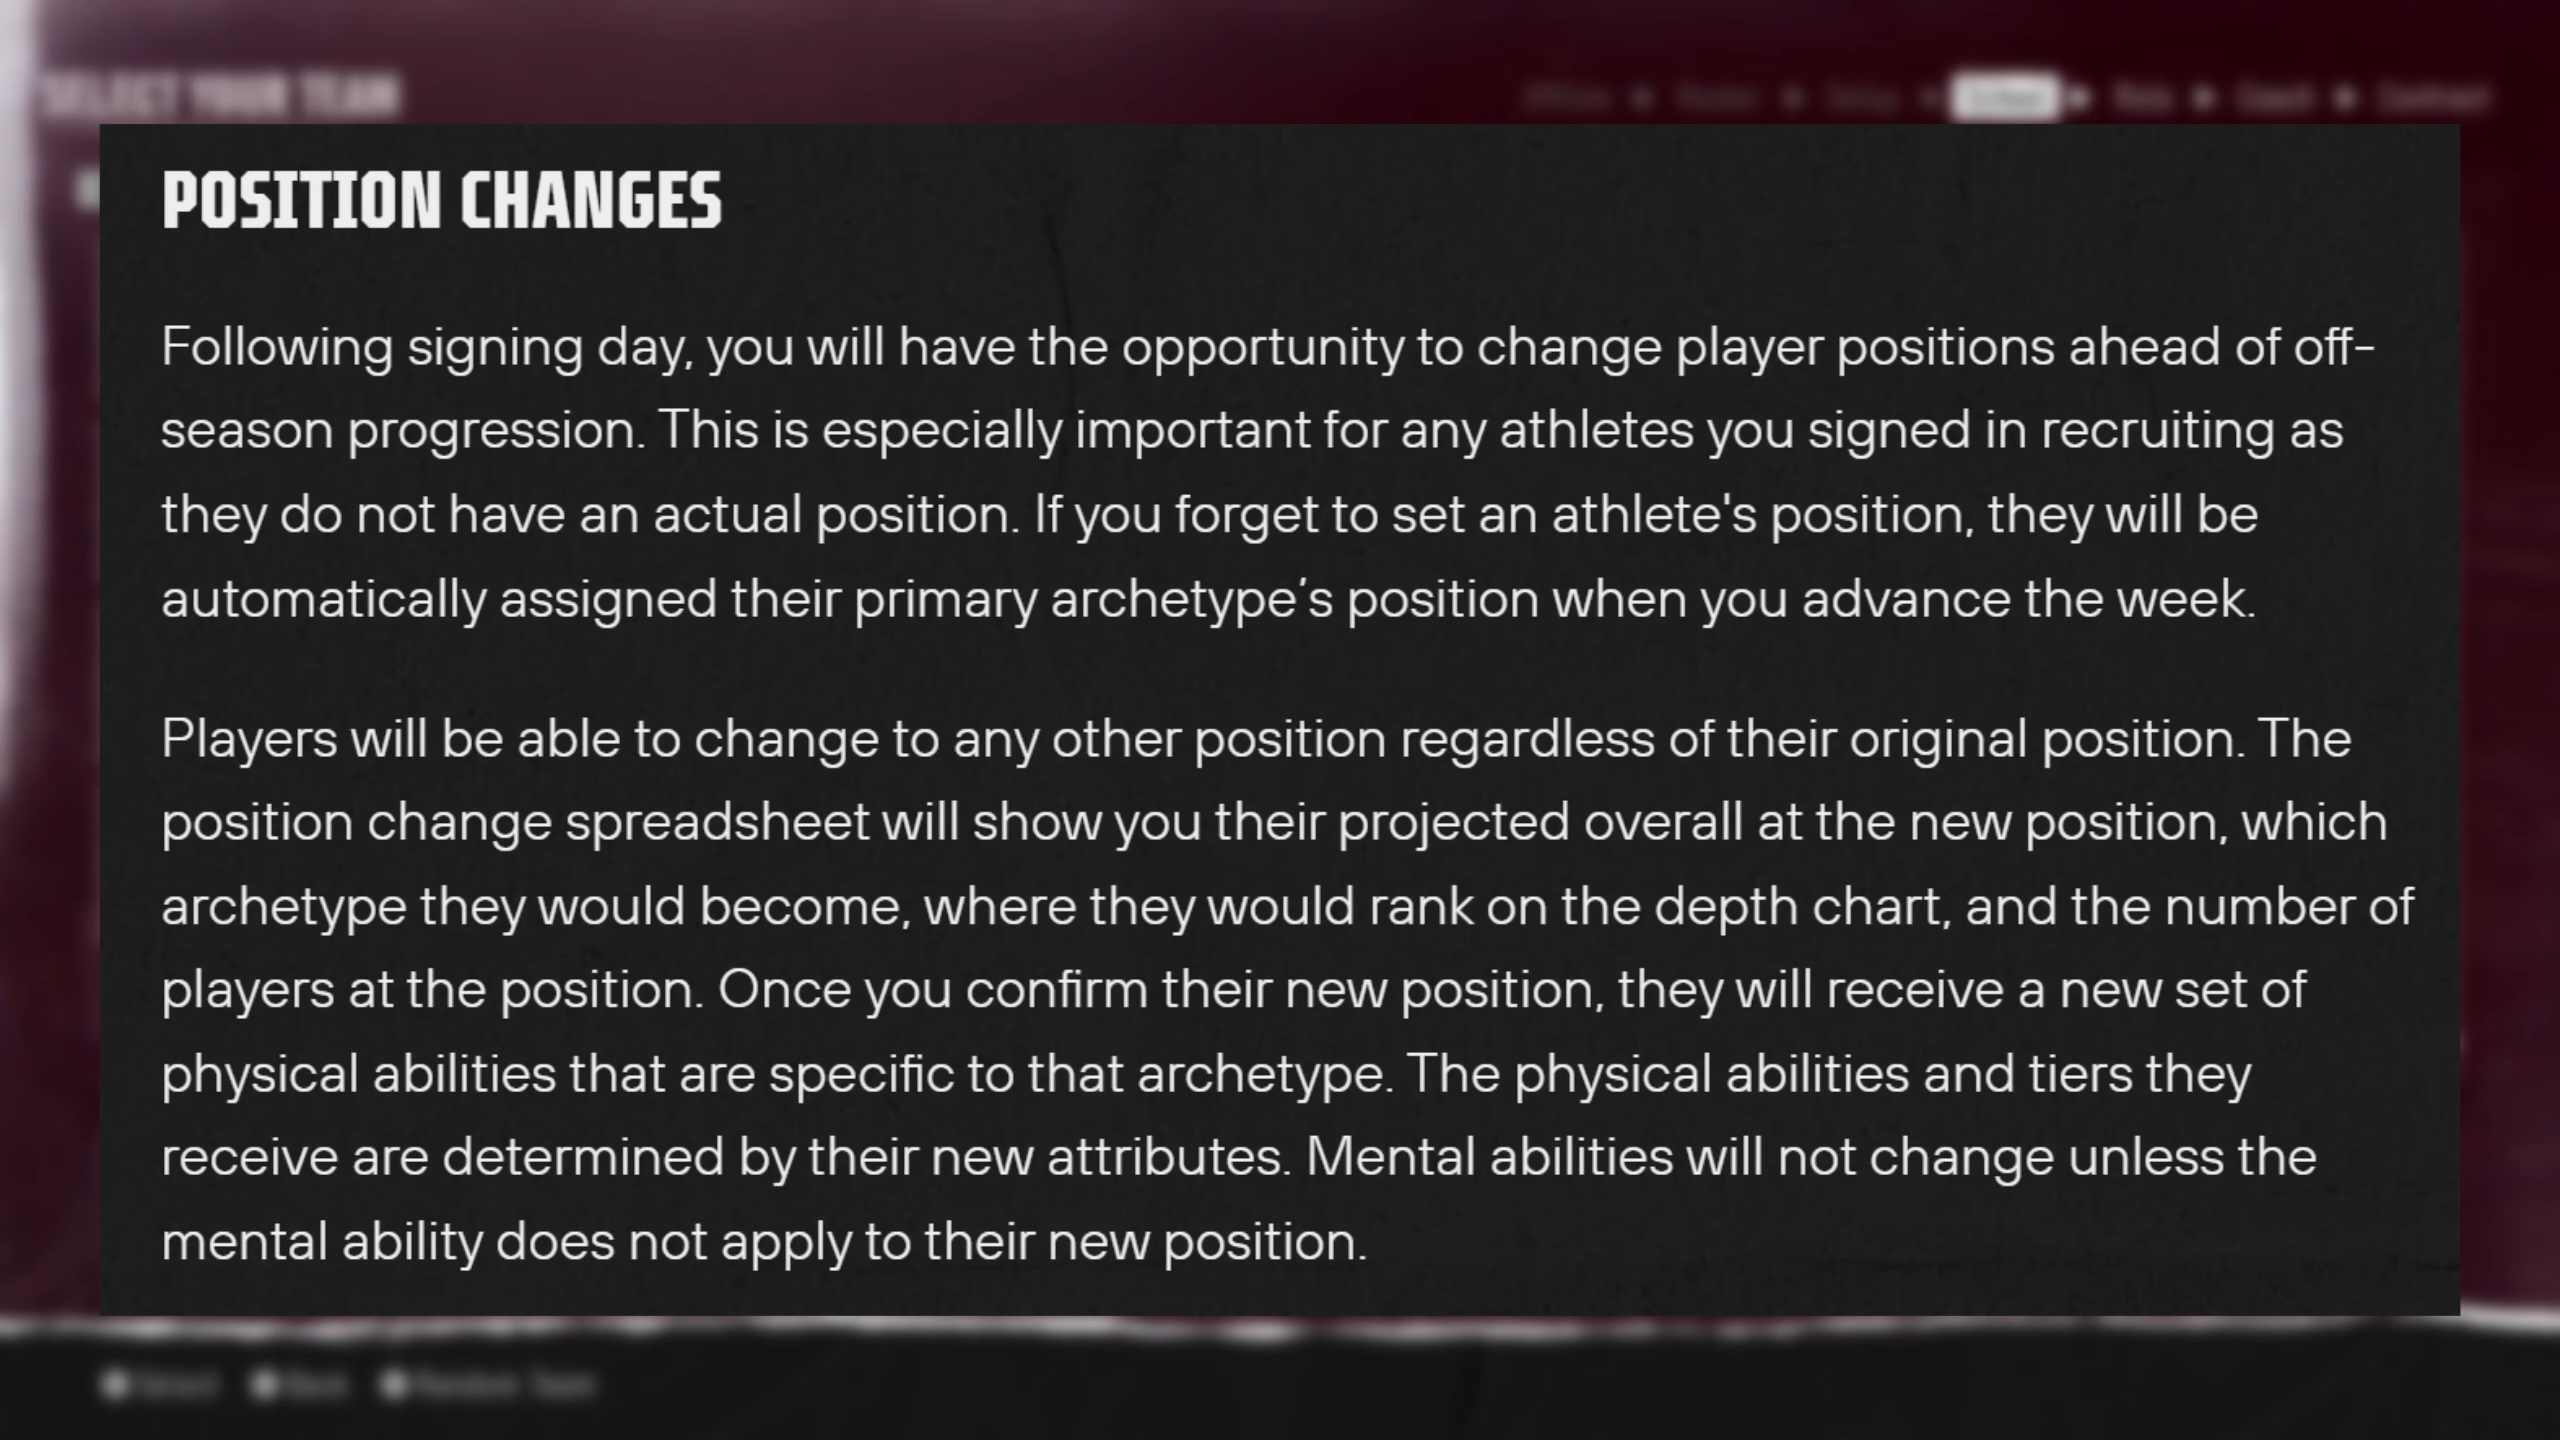 SELECT YOUR TEAM
POSITION CHANGES
Following signing day, you will have the opportunity to change player positions ahead of off-
season progression. This is especially important for any athletes you signed in recruiting as
they do not have an actual position. If you forget to set an athlete's position, they will be
automatically assigned their primary archetype’s position when you advance the week.
Players will be able to change to any other position regardless of their original position. The
position change spreadsheet will show you their projected overall at the new position, which
archetype they would become, where they would rank on the depth chart, and the number of
players at the position. Once you confirm their new position, they will receive a new set of
physical abilities that are specific to that archetype. The physical abilities and tiers they
receive are determined by their new attributes. Mental abilities will not change unless the
mental ability does not apply to their new position.
Select Back Random Team